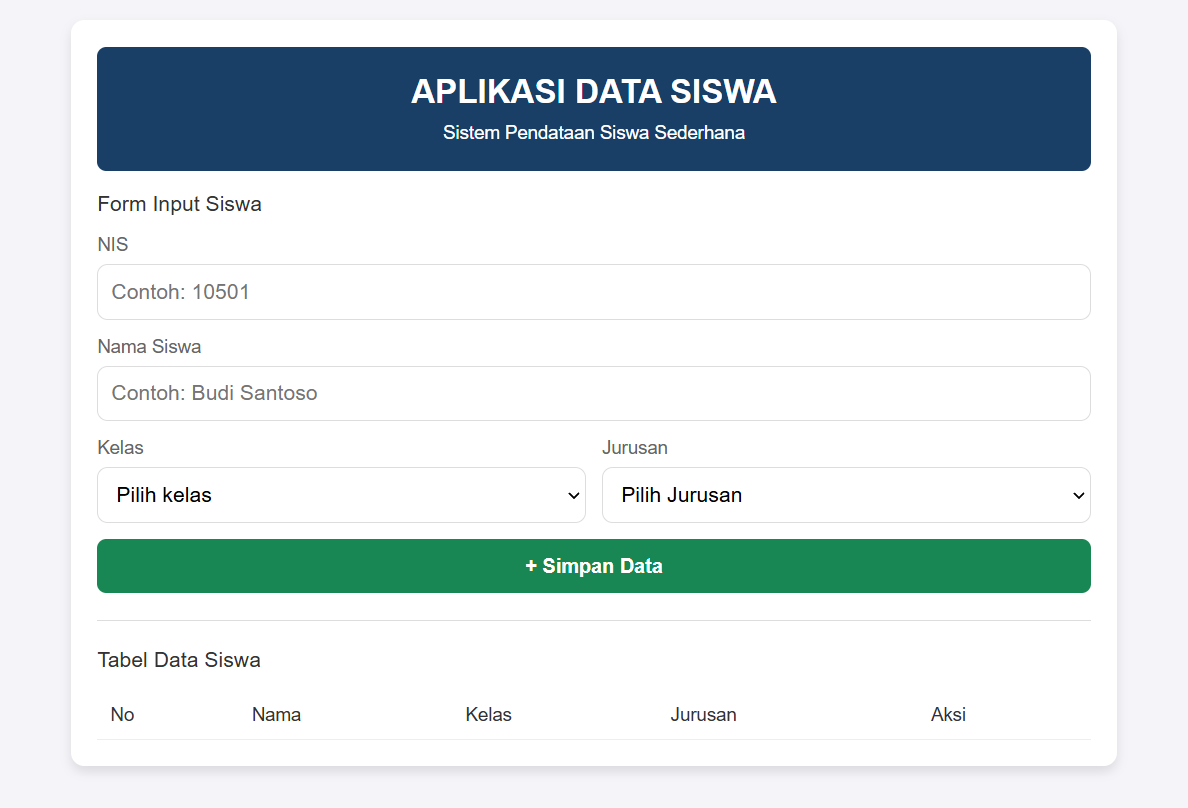 APLIKASI DATA SISWA
Sistem Pendataan Siswa Sederhana
Form Input Siswa
NIS
Contoh: 10501
Nama Siswa
Contoh: Budi Santoso
Kelas Jurusan
Pilih kelas Pilih Jurusan
+ Simpan Data
Tabel Data Siswa
No Nama Kelas Jurusan Aksi